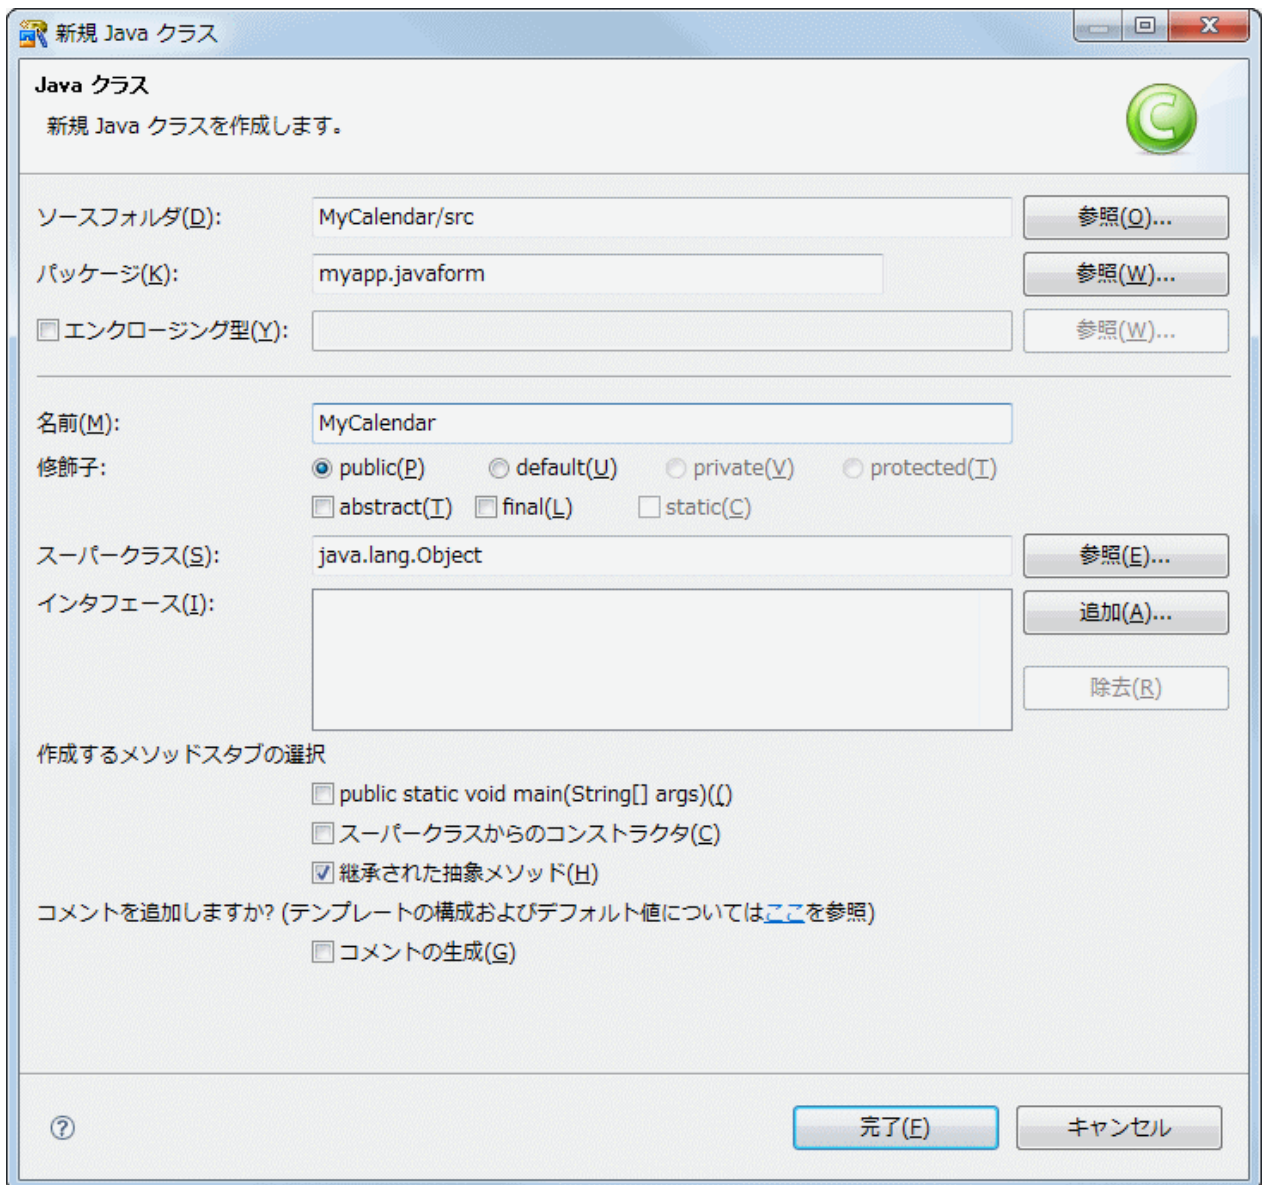 新規 Java クラス
Java クラス
新規 Java クラスを作成します。
ソースフォルダ(D): MyCalendar/src 参照(O)...
パッケージ(K): myapp.javaform 参照(W)...
エンクロージング型(Y): 参照(W)...
名前(M): MyCalendar
修飾子: public(P) default(U) private(V) protected(T)
abstract(T) final(L) static(C)
スーパークラス(S): java.lang.Object 参照(E)...
インタフェース(I): 追加(A)...
除去(R)
作成するメソッドスタブの選択
public static void main(String[] args)(()
スーパークラスからのコンストラクタ(C)
継承された抽象メソッド(H)
コメントを追加しますか? (テンプレートの構成およびデフォルト値についてはここを参照)
コメントの生成(G)
完了(F) キャンセル